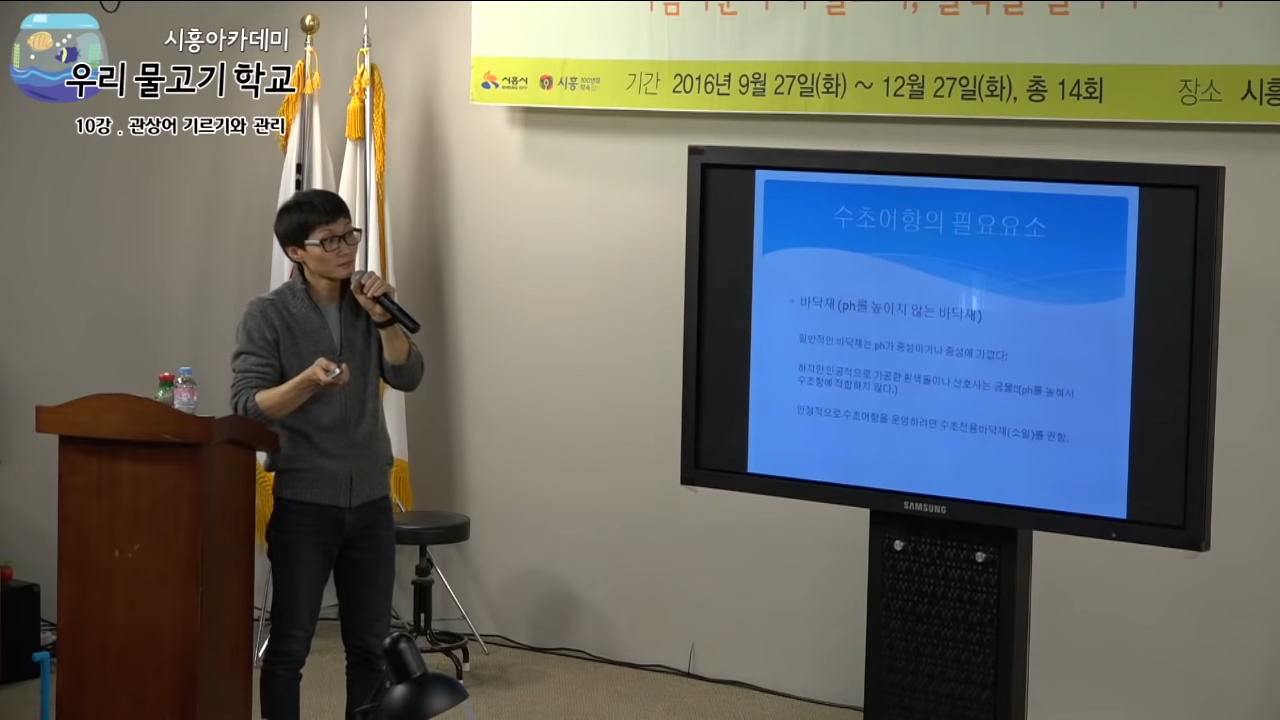 시흥아카데미
우리 물고기 학교
10강 . 관상어 기르기와 관리
시흥시
시흥
기간 2016년 9월 27일(화) ~ 12월 27일(화), 총 14회
장소 시흥
수초어항의 필요요소
바닥재 (ph를 높이지 않는 바닥재)
일반적인 바닥재는 ph가 중성이거나 중성에 가깝다!
하지만 인공적으로 가공한 흰색돌이나 산호사는 금물!!(ph를 높혀서
수초항에 적합하지 않다.)
안정적으로 수초어항을 운영하려면 수초전용바닥재(소일)를 권함.
SAMSUNG